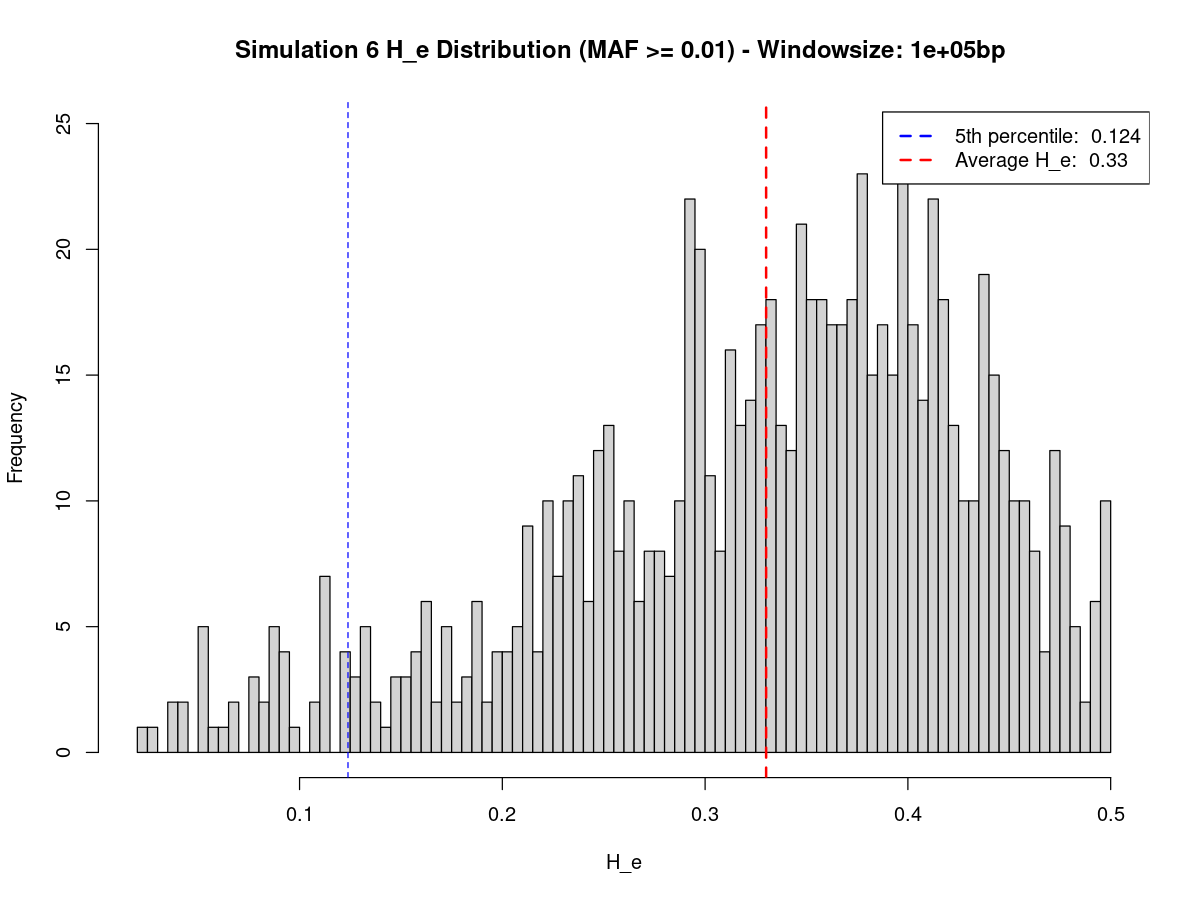 Simulation 6 H_e Distribution (MAF >= 0.01) - Windowsize: 1e+05bp
5th percentile: 0.124
Average H_e: 0.33
Frequency
25
20
15
10
5
0
0.1 0.2 0.3 0.4 0.5
H_e